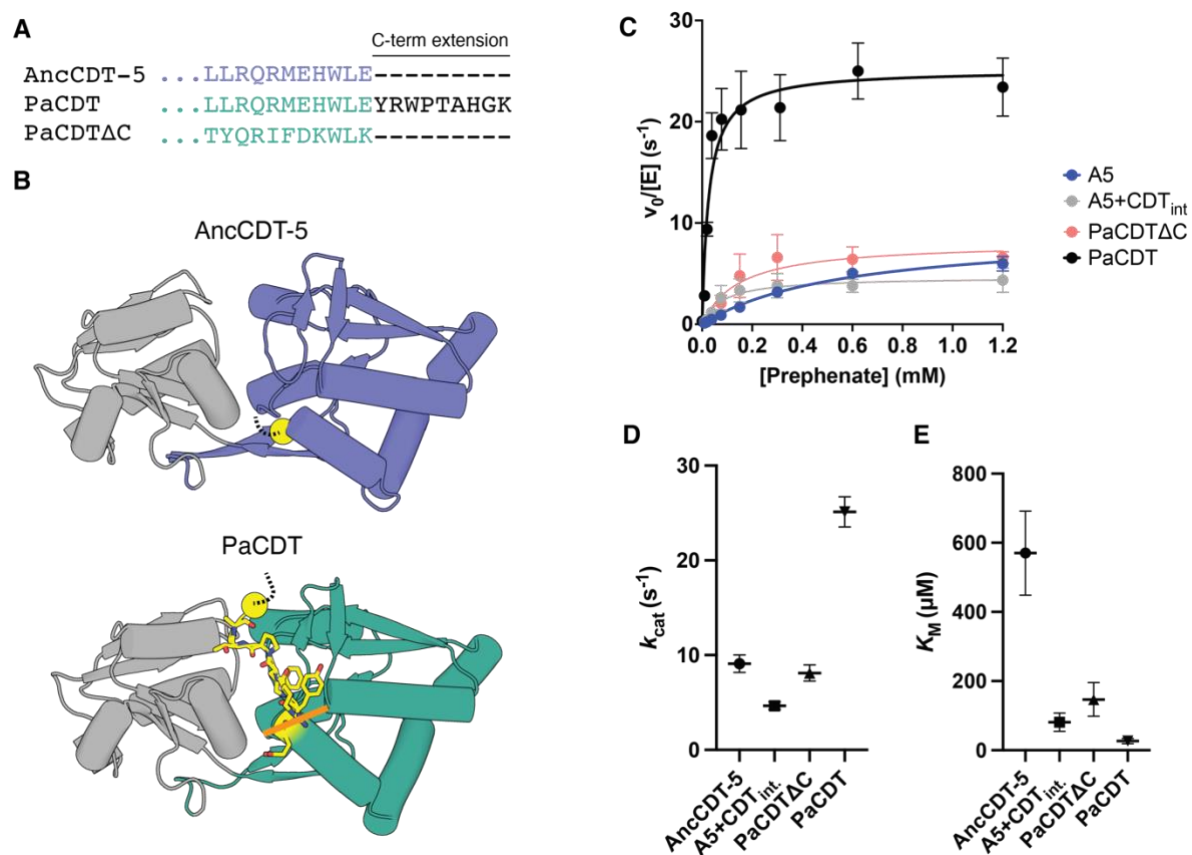 A
C-term extension
AncCDT-5 ...LLRQRMEHWLE---------
PaCDT ...LLRQRMEHWLEYRWPTAHGK
PaCDTΔC ...TYQRIFDKWLK---------
B
AncCDT-5
PaCDT
C
v0/[E] (s-1)
30
20
10
0
0.0 0.2 0.4 0.6 0.8 1.0 1.2
[Prephenate] (mM)
A5
A5+CDTint
PaCDTΔC
PaCDT
D
kcat (s-1)
30
20
10
0
AncCDT-5
A5+CDTint.
PaCDTΔC
PaCDT
E
KM (µM)
800
600
400
200
0
AncCDT-5
A5+CDTint.
PaCDTΔC
PaCDT